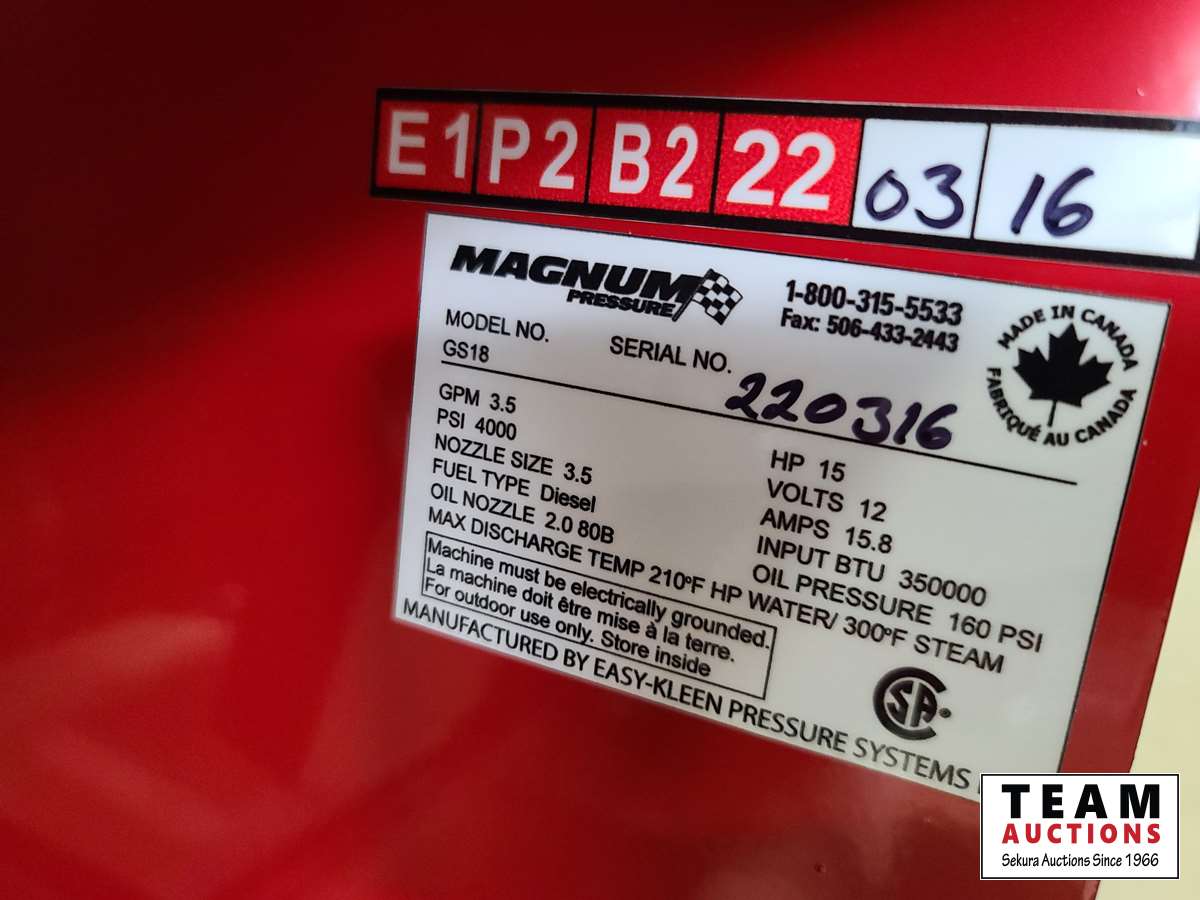 E1 P2 B2 22 03 16
MAGNUM
PRESSURE
1-800-315-5533
Fax: 506-433-2443
MADE IN CANADA
FABRIQUÉ AU CANADA
MODEL NO. SERIAL NO.
GS18 220316
GPM 3.5 HP 15
PSI 4000 VOLTS 12
NOZZLE SIZE 3.5 AMPS 15.8
FUEL TYPE Diesel INPUT BTU 350000
OIL NOZZLE 2.0 80B OIL PRESSURE 160 PSI
MAX DISCHARGE TEMP 210°F HP WATER/ 300°F STEAM
Machine must be electrically grounded.
La machine doit être mise à la terre.
For outdoor use only. Store inside
SA
MANUFACTURED BY EASY-KLEEN PRESSURE SYSTEMS
TEAM
AUCTIONS
Sekura Auctions Since 1966